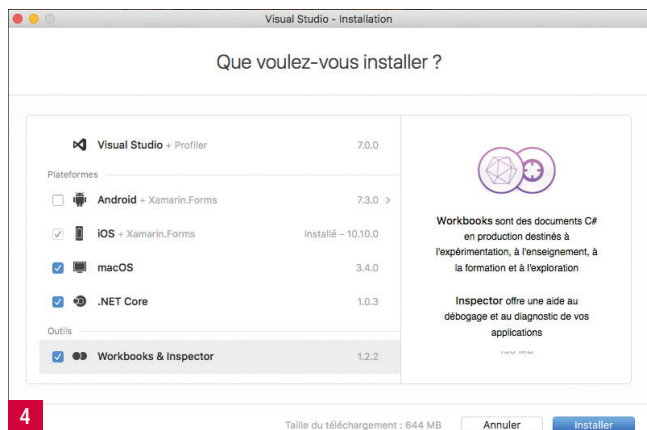 Visual Studio - Installation
Que voulez-vous installer ?
Visual Studio + Profiler 7.0.0
Plateformes
Android + Xamarin.Forms 7.3.0 >
iOS + Xamarin.Forms Installé – 10.10.0
macOS 3.4.0
.NET Core 1.0.3
Outils
Workbooks & Inspector 1.2.2
Workbooks sont des documents C#
en production destinés à
l'expérimentation, à l'enseignement, à
la formation et à l'exploration
Inspector offre une aide au
débogage et au diagnostic de vos
applications
4
Taille du téléchargement : 644 MB
Annuler
Installer